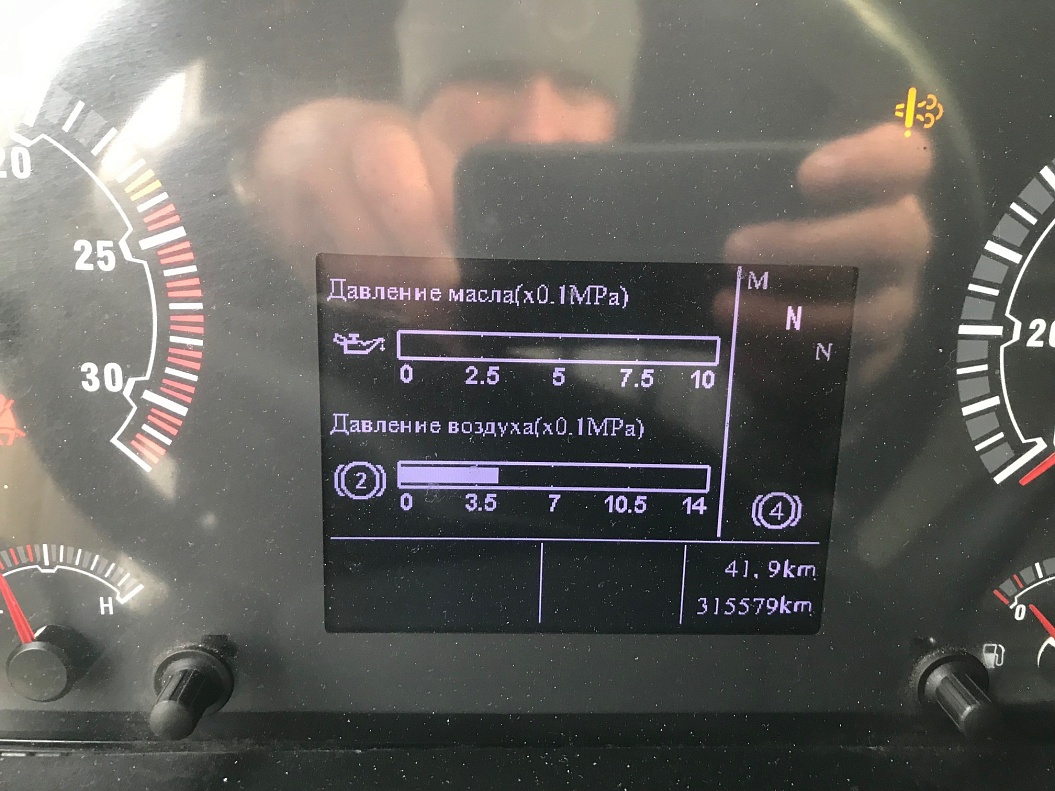 20
25
30
H
Давление масла(x0.1MPa)
0 2.5 5 7.5 10
Давление воздуха(x0.1MPa)
2
0 3.5 7 10.5 14
M
N
N
4
41, 9km
315579km
20
0